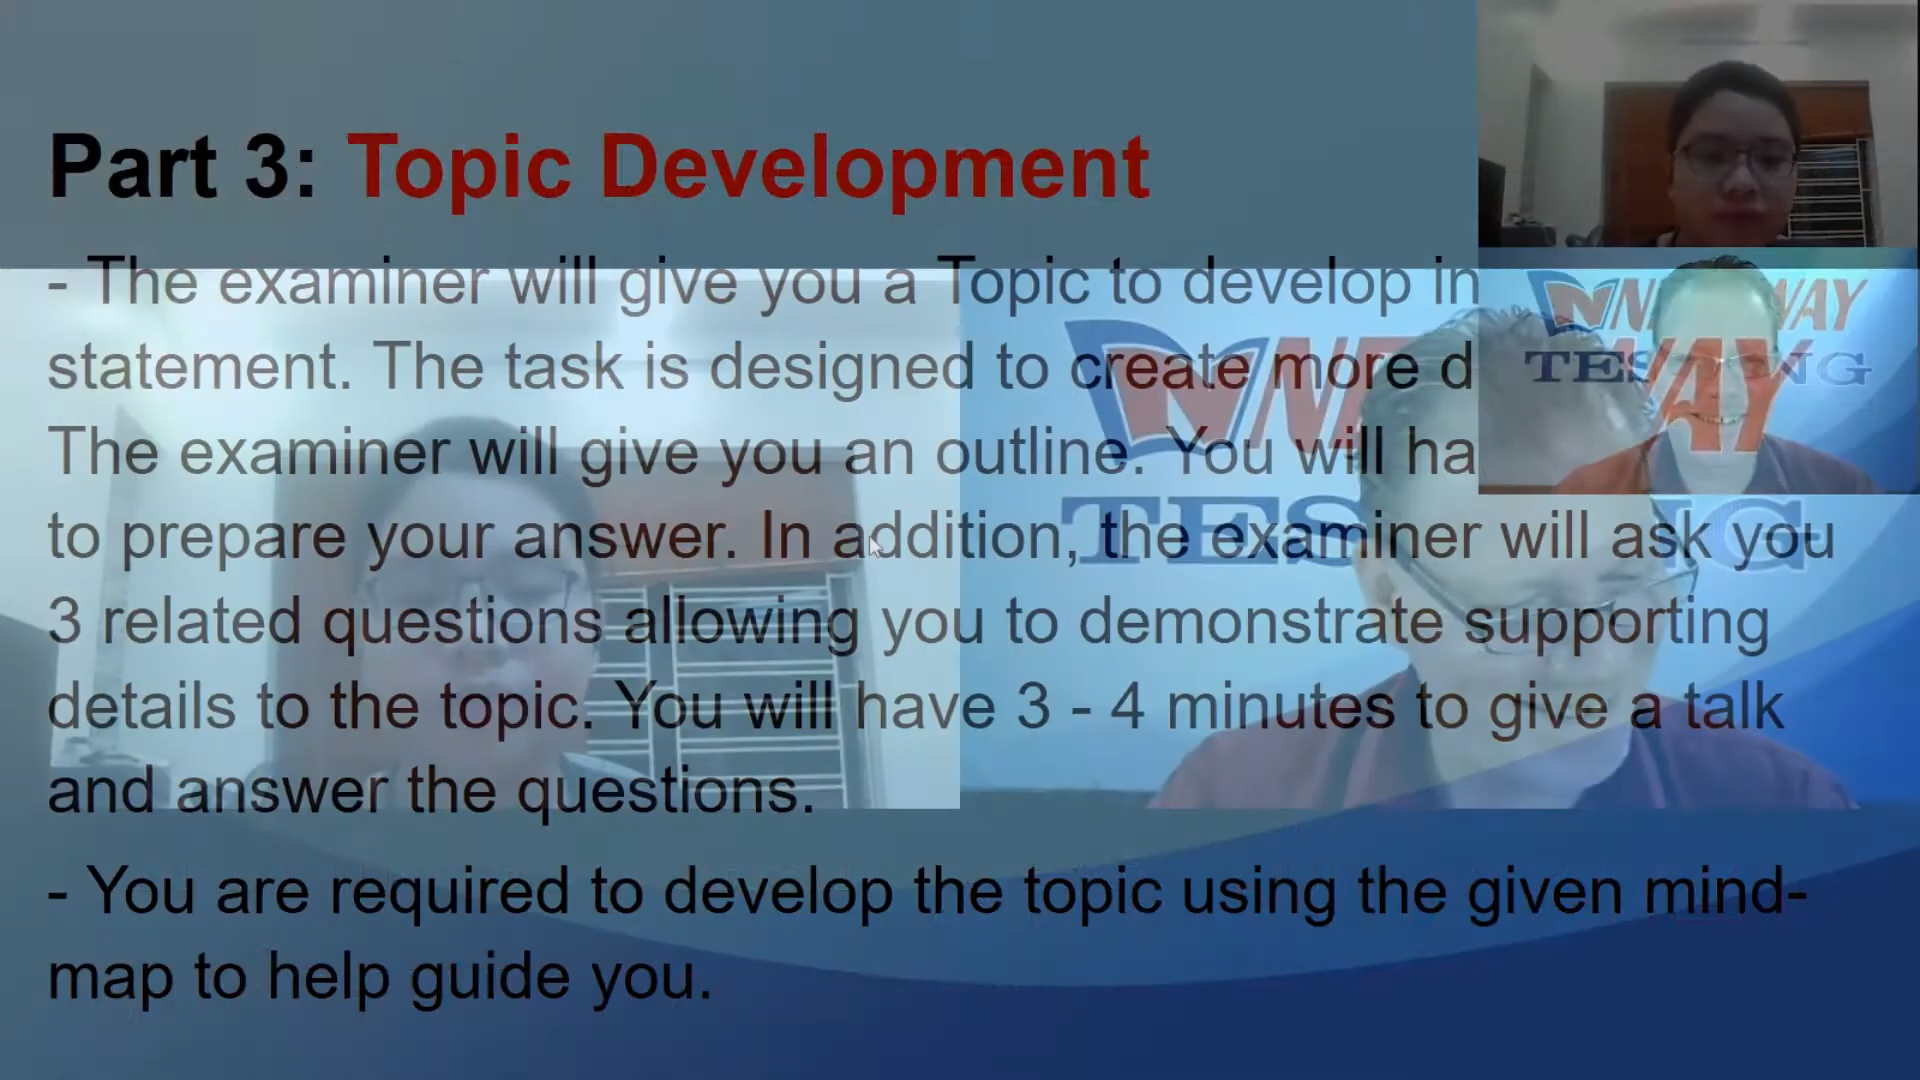 Part 3: Topic Development
- The examiner will give you a Topic to develop in
statement. The task is designed to create more d
The examiner will give you an outline. You will ha
to prepare your answer. In addition, the examiner will ask you
3 related questions allowing you to demonstrate supporting
details to the topic. You will have 3 - 4 minutes to give a talk
and answer the questions.
- You are required to develop the topic using the given mind-
map to help guide you.
WAY